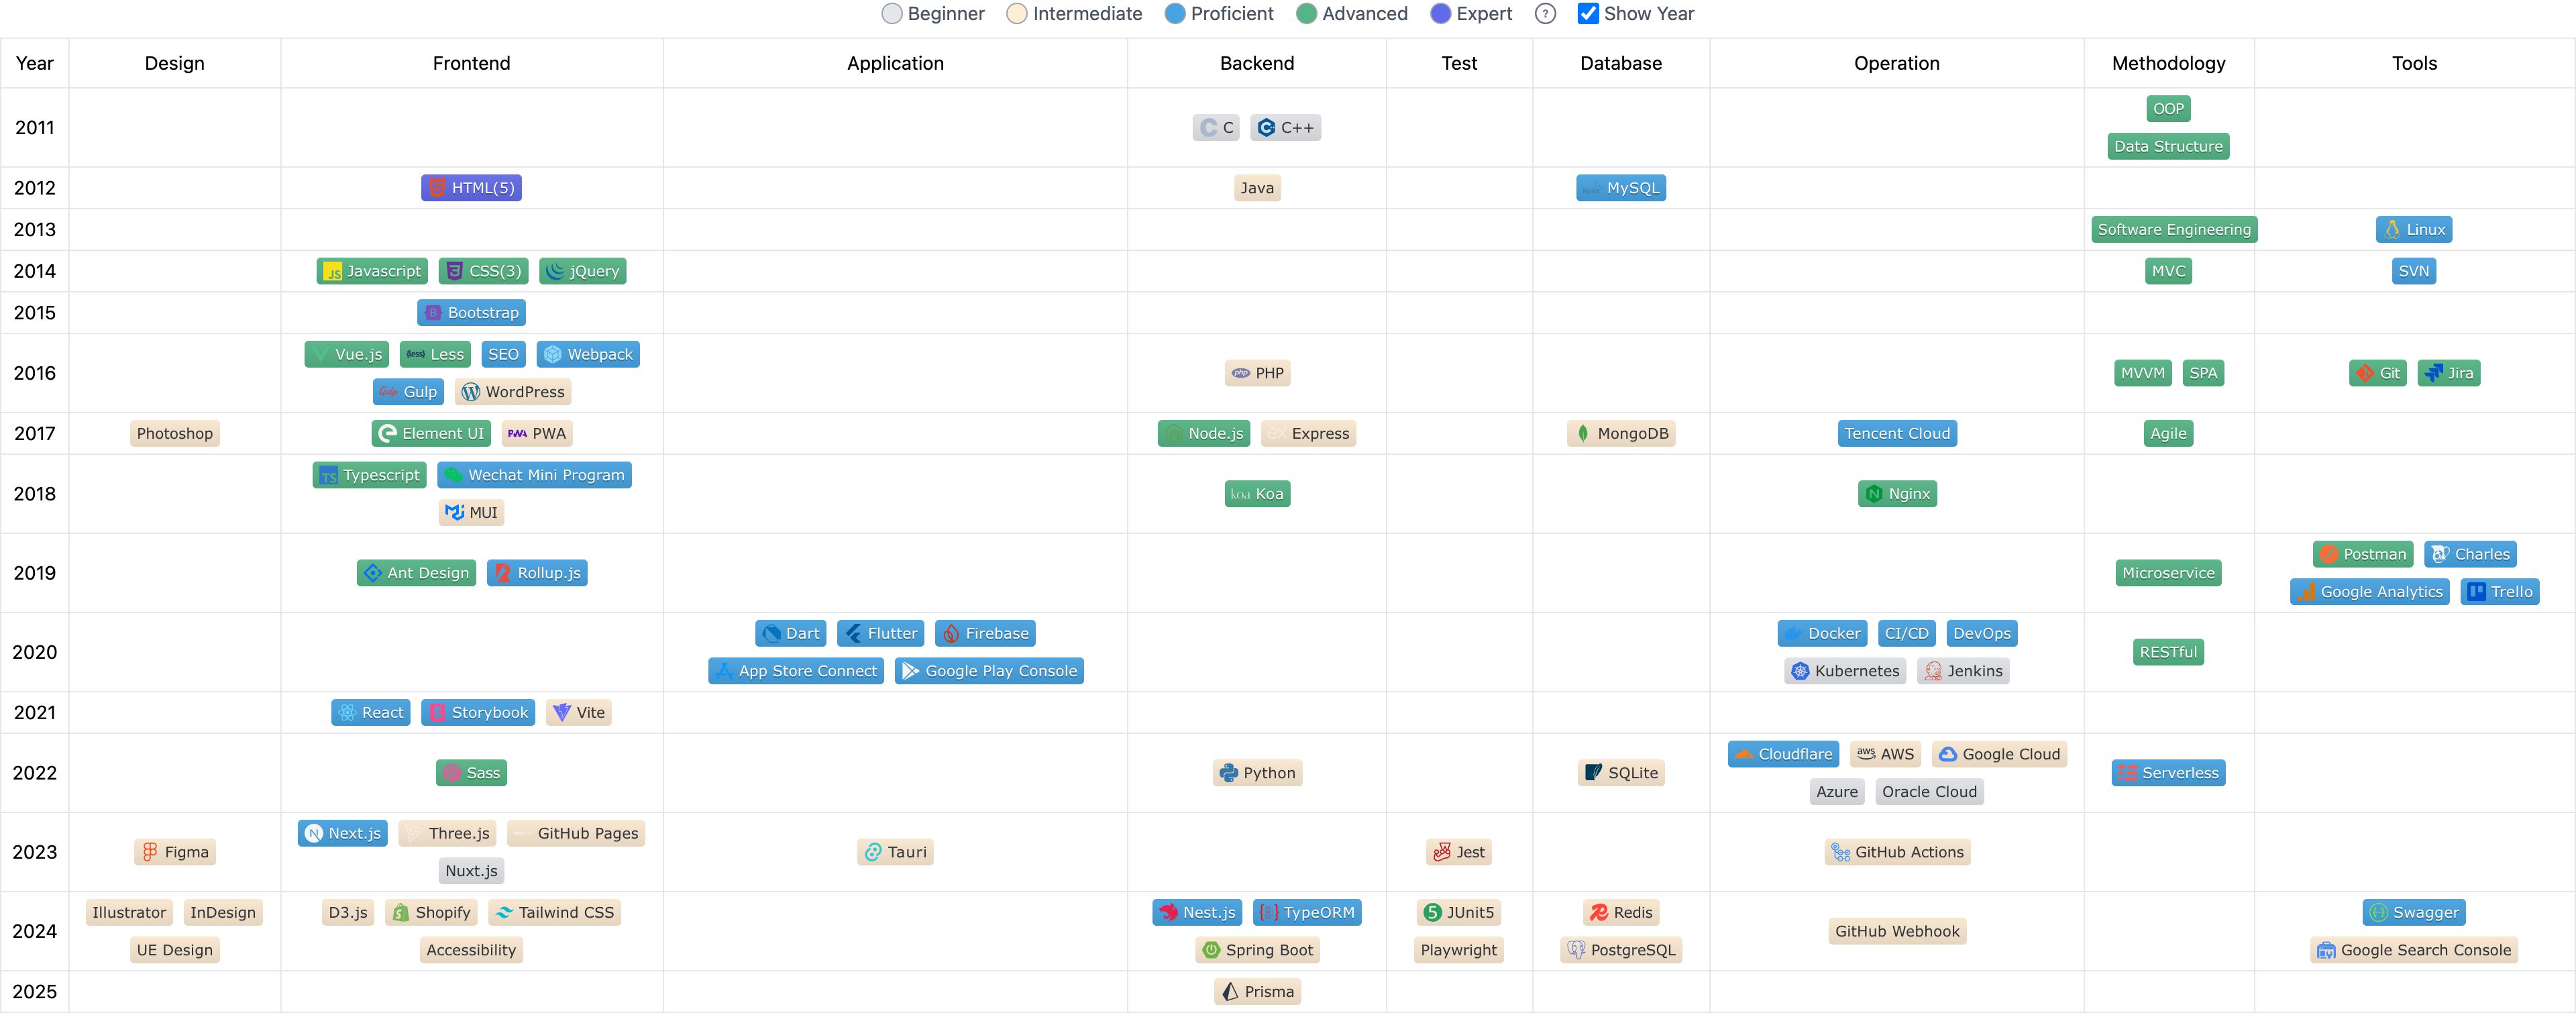 Beginner Intermediate Proficient Advanced Expert ? Show Year
Year Design Frontend Application Backend Test Database Operation Methodology Tools
2011 C C++ OOP
Data Structure
2012 HTML(5) Java MySQL
2013 Software Engineering Linux
2014 Javascript CSS(3) jQuery MVC SVN
2015 Bootstrap
2016 Vue.js Less SEO Webpack PHP MVVM SPA Git Jira
Gulp WordPress
2017 Photoshop Element UI PWA Node.js Express MongoDB Tencent Cloud Agile
2018 Typescript Wechat Mini Program Koa Nginx
MUI
2019 Ant Design Rollup.js Microservice Postman Charles
Google Analytics Trello
2020 Dart Flutter Firebase Docker CI/CD DevOps RESTful
App Store Connect Google Play Console Kubernetes Jenkins
2021 React Storybook Vite
2022 Sass Python SQLite Cloudflare AWS Google Cloud Serverless
Azure Oracle Cloud
2023 Figma Next.js Three.js GitHub Pages Tauri Jest GitHub Actions
Nuxt.js
2024 Illustrator InDesign D3.js Shopify Tailwind CSS Nest.js TypeORM JUnit5 Redis GitHub Webhook Swagger
UE Design Accessibility Spring Boot Playwright PostgreSQL Google Search Console
2025 Prisma